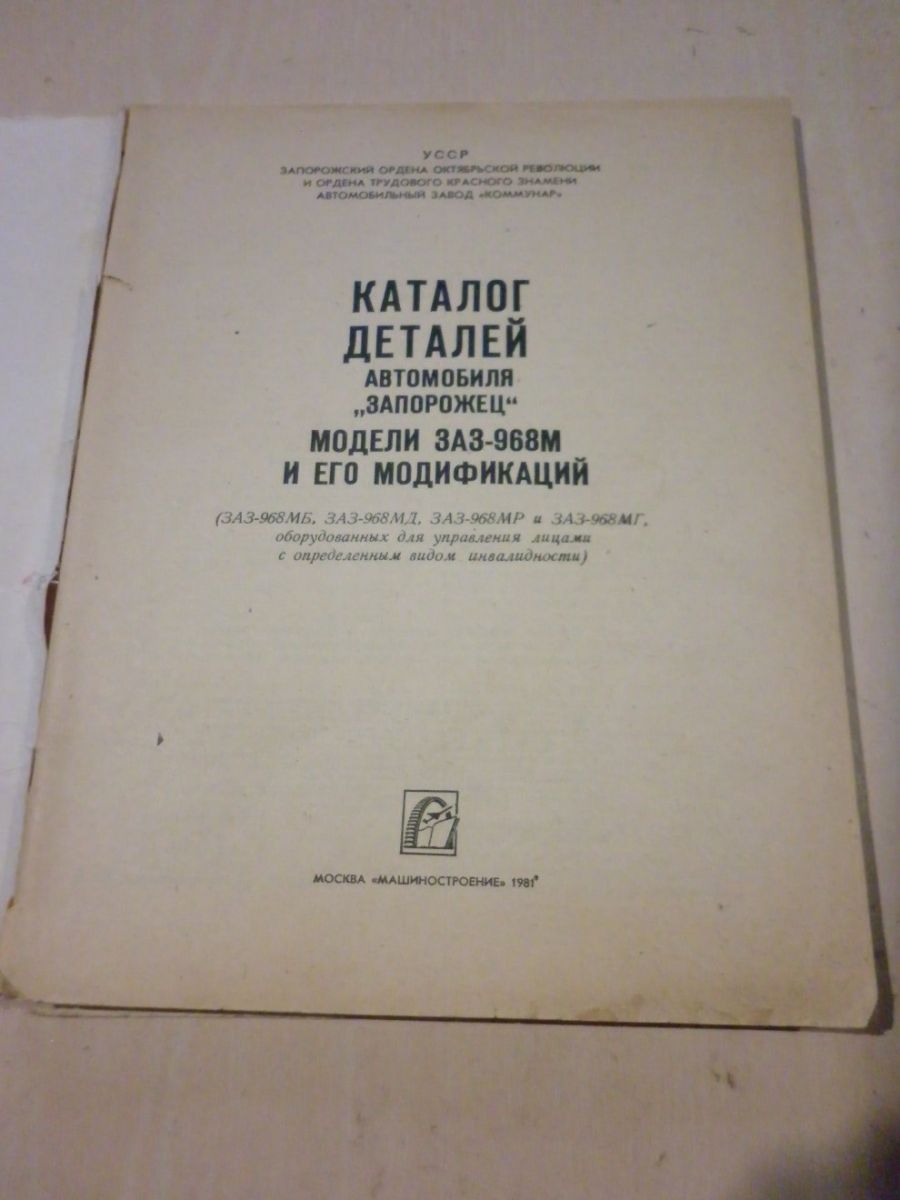 УССР
ЗАПОРОЖСКИЙ ОРДЕНА ОКТЯБРЬСКОЙ РЕВОЛЮЦИИ
И ОРДЕНА ТРУДОВОГО КРАСНОГО ЗНАМЕНИ
АВТОМОБИЛЬНЫЙ ЗАВОД «КОММУНАР»
КАТАЛОГ
ДЕТАЛЕЙ
АВТОМОБИЛЯ
„ЗАПОРОЖЕЦ“
МОДЕЛИ ЗАЗ-968М
И ЕГО МОДИФИКАЦИЙ
(ЗАЗ-968МБ, ЗАЗ-968МД, ЗАЗ-968МР и ЗАЗ-968МГ,
оборудованных для управления лицами
с определенным видом инвалидности)
МОСКВА «МАШИНОСТРОЕНИЕ» 1981